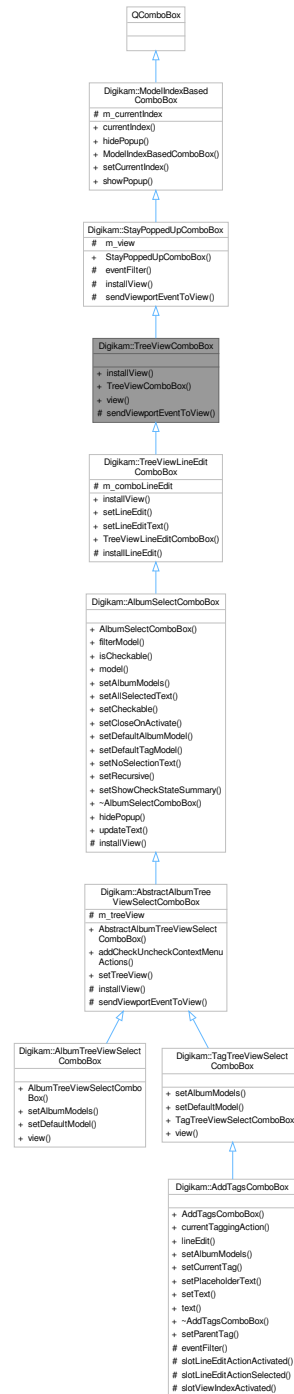 QComboBox
Digikam::ModelIndexBased
ComboBox
# m_currentIndex
+ currentIndex()
+ hidePopup()
+ ModelIndexBasedComboBox()
+ setCurrentIndex()
+ showPopup()
Digikam::StayPoppedUpComboBox
# m_view
+ StayPoppedUpComboBox()
# eventFilter()
# installView()
# sendViewportEventToView()
Digikam::TreeViewComboBox
+ installView()
+ TreeViewComboBox()
+ view()
# sendViewportEventToView()
Digikam::TreeViewLineEdit
ComboBox
# m_comboLineEdit
+ installView()
+ setLineEdit()
+ setLineEditText()
+ TreeViewLineEditComboBox()
# installLineEdit()
Digikam::AlbumSelectComboBox
+ AlbumSelectComboBox()
+ filterModel()
+ isCheckable()
+ model()
+ setAlbumModels()
+ setAllSelectedText()
+ setCheckable()
+ setCloseOnActivate()
+ setDefaultAlbumModel()
+ setDefaultTagModel()
+ setNoSelectionText()
+ setRecursive()
+ setShowCheckStateSummary()
+ ~AlbumSelectComboBox()
+ hidePopup()
+ updateText()
# installView()
Digikam::AbstractAlbumTree
ViewSelectComboBox
# m_treeView
+ AbstractAlbumTreeViewSelect
ComboBox()
+ addCheckUncheckContextMenu
Actions()
+ setTreeView()
# installView()
# sendViewportEventToView()
Digikam::AlbumTreeViewSelect
ComboBox
+ AlbumTreeViewSelectCombo
Box()
+ setAlbumModels()
+ setDefaultModel()
+ view()
Digikam::TagTreeViewSelect
ComboBox
+ setAlbumModels()
+ setDefaultModel()
+ TagTreeViewSelectComboBox
+ view()
Digikam::AddTagsComboBox
+ AddTagsComboBox()
+ currentTaggingAction()
+ lineEdit()
+ setAlbumModels()
+ setCurrentTag()
+ setPlaceholderText()
+ setText()
+ text()
+ ~AddTagsComboBox()
+ setParentTag()
# eventFilter()
# slotLineEditActionActivated()
# slotLineEditActionSelected()
# slotViewIndexActivated()